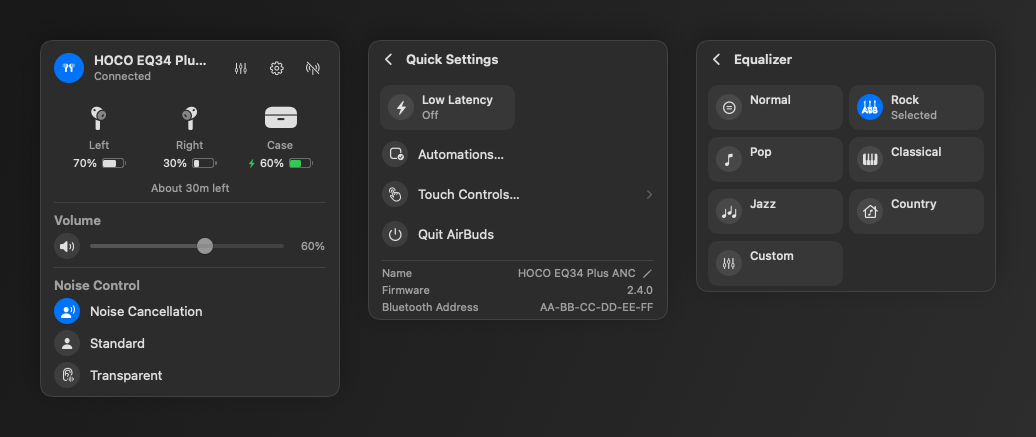 HOCO EQ34 Plu...
Connected
Left
Right
Case
70%
30%
60%
About 30m left
Volume
60%
Noise Control
Noise Cancellation
Standard
Transparent
Quick Settings
Low Latency
Off
Automations...
Touch Controls...
Quit AirBuds
Name
HOCO EQ34 Plus ANC
Firmware
2.4.0
Bluetooth Address
AA-BB-CC-DD-EE-FF
Equalizer
Normal
Rock
Selected
Pop
Classical
Jazz
Country
Custom